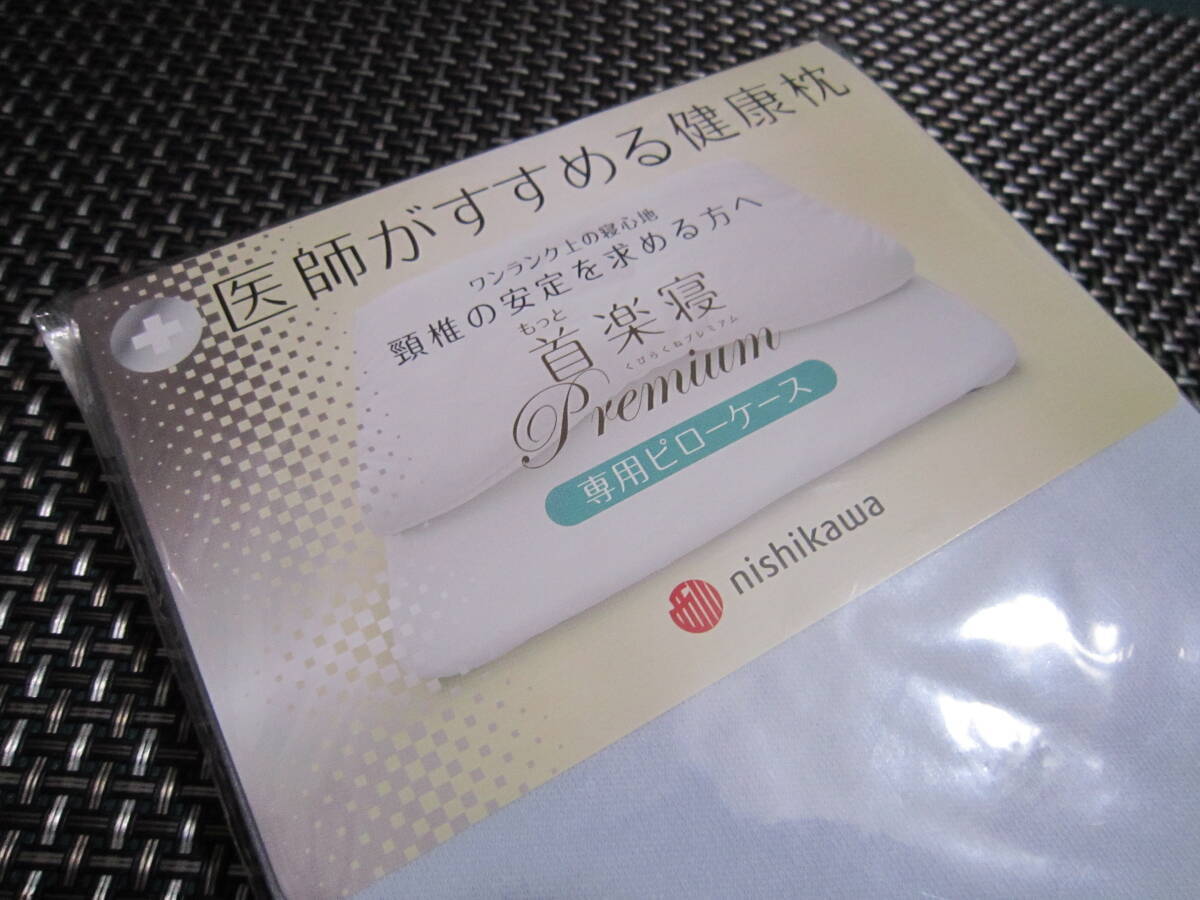 医師がすすめる健康枕
ワンランク上の寝心地
頸椎の安定を求める方へ
もっと
首楽寝
くびらくねプレミアム
Premium
専用ピローケース
西川
nishikawa